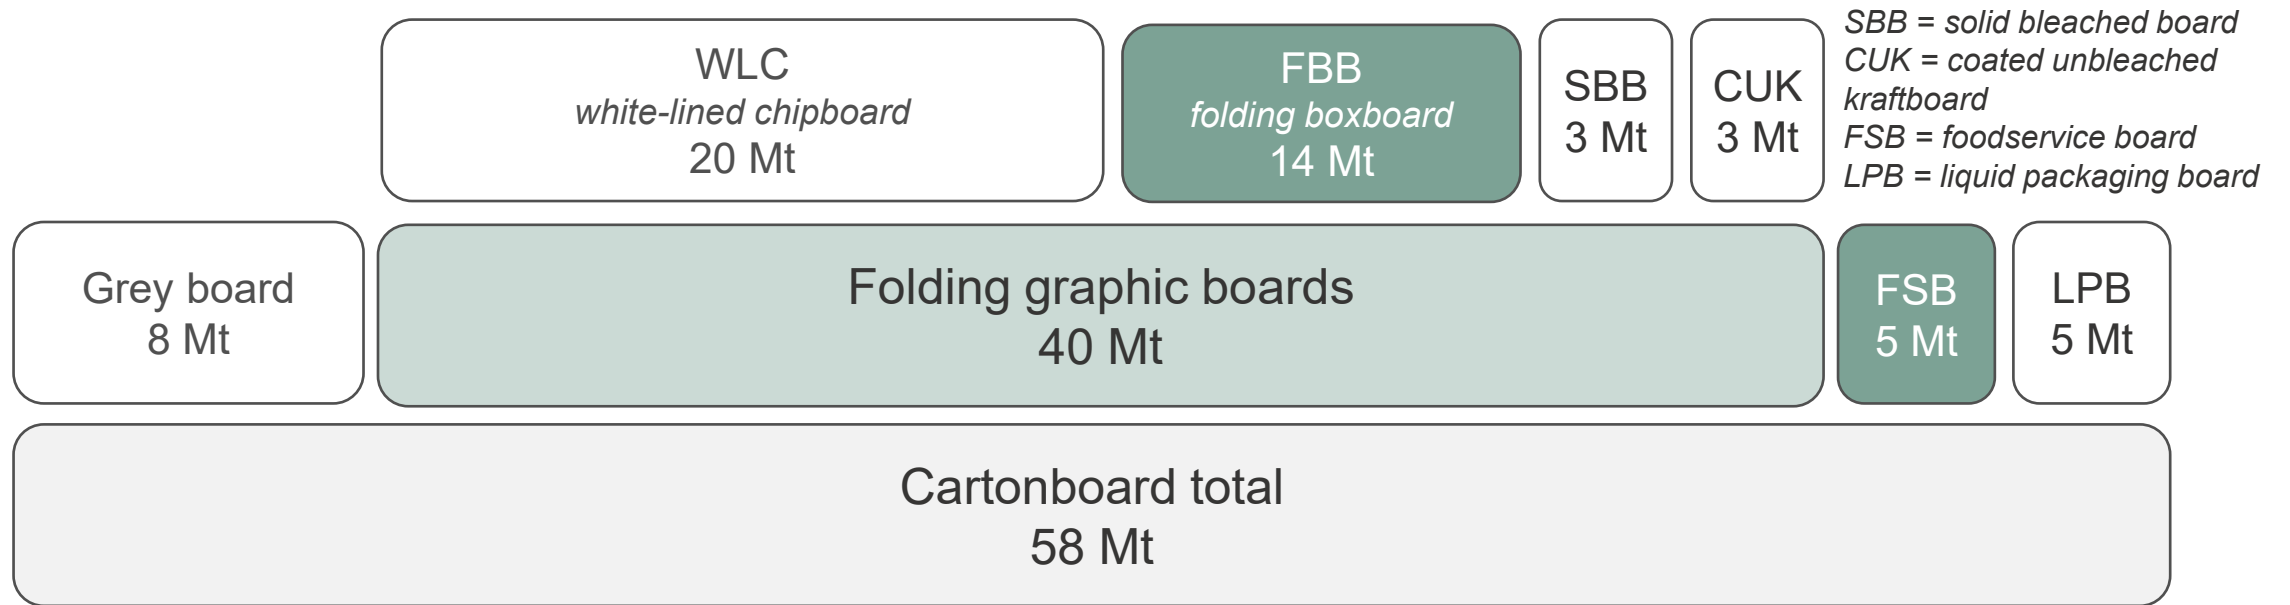 WLC
white-lined chipboard
20 Mt
FBB
folding boxboard
14 Mt
SBB
3 Mt
CUK
3 Mt
SBB = solid bleached board
CUK = coated unbleached
kraftboard
FSB = foodservice board
LPB = liquid packaging board
Grey board
8 Mt
Folding graphic boards
40 Mt
FSB
5 Mt
LPB
5 Mt
Cartonboard total
58 Mt